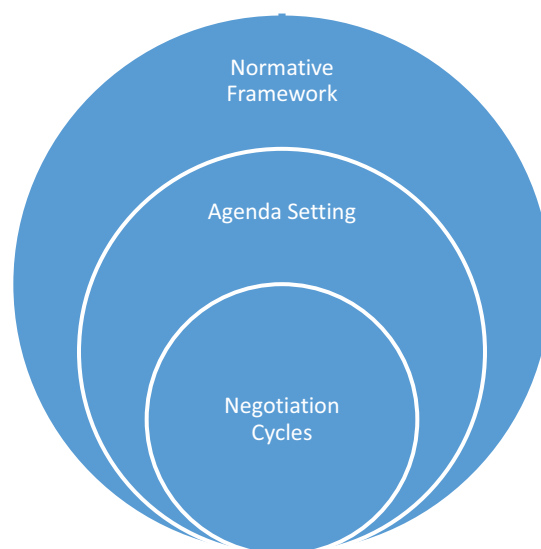 Normative
Framework
Agenda Setting
Negotiation
Cycles